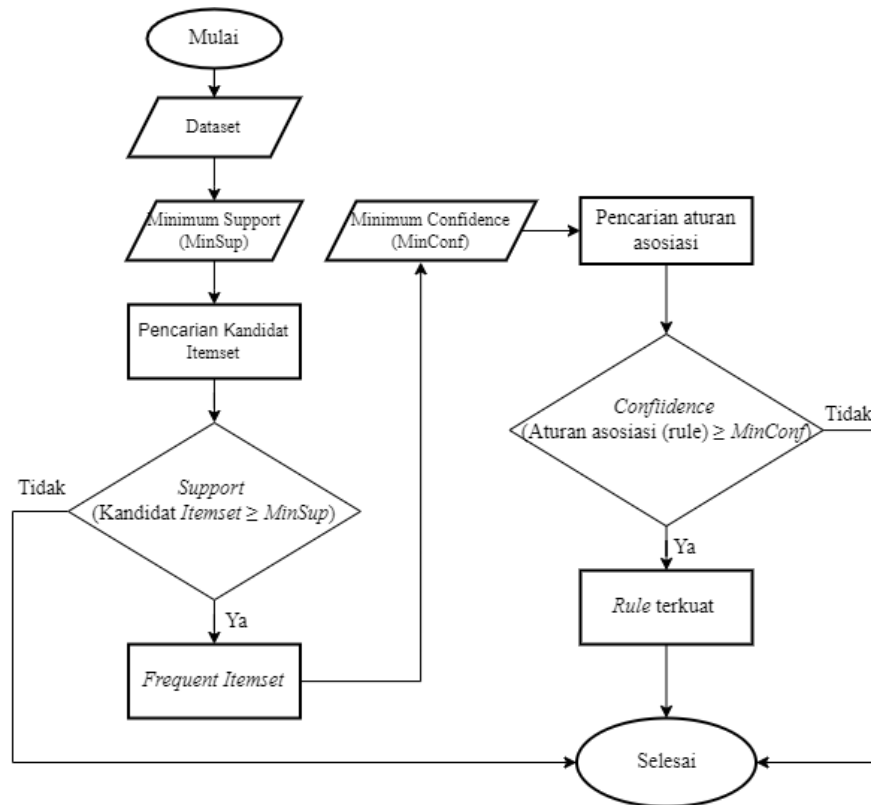 Mulai
Dataset
Minimum Support
(MinSup)
Pencarian Kandidat
Itemset
Tidak
Support
(Kandidat Itemset ≥ MinSup)
Ya
Frequent Itemset
Minimum Confidence
(MinConf)
Pencarian aturan
asosiasi
Confiidence
(Aturan asosiasi (rule) ≥ MinConf)
Tidak
Ya
Rule terkuat
Selesai